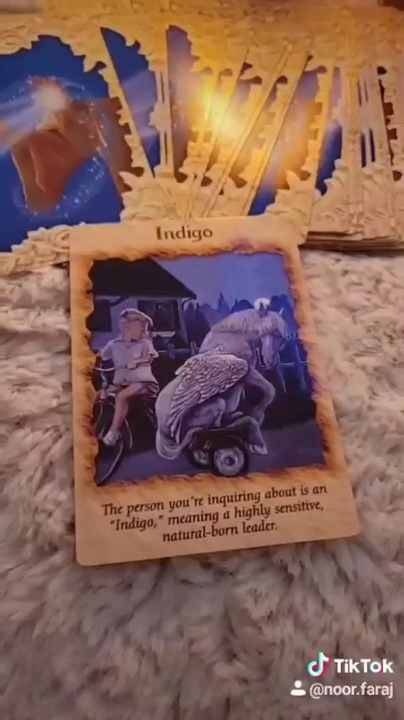 Indigo
The person you're inquiring about is an
"Indigo," meaning a highly sensitive,
natural-born leader.
TikTok
@noor.faraj